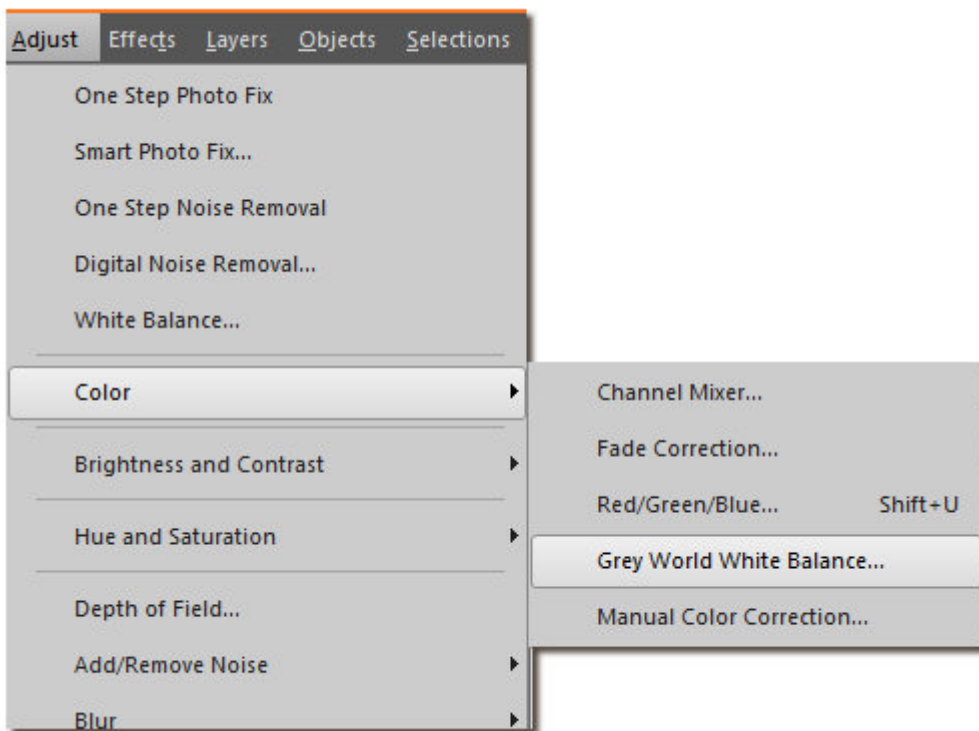 Adjust Effects Layers Objects Selections
One Step Photo Fix
Smart Photo Fix...
One Step Noise Removal
Digital Noise Removal...
White Balance...
Color
Brightness and Contrast
Hue and Saturation
Depth of Field...
Add/Remove Noise
Blur
Channel Mixer...
Fade Correction...
Red/Green/Blue... Shift+U
Grey World White Balance...
Manual Color Correction...